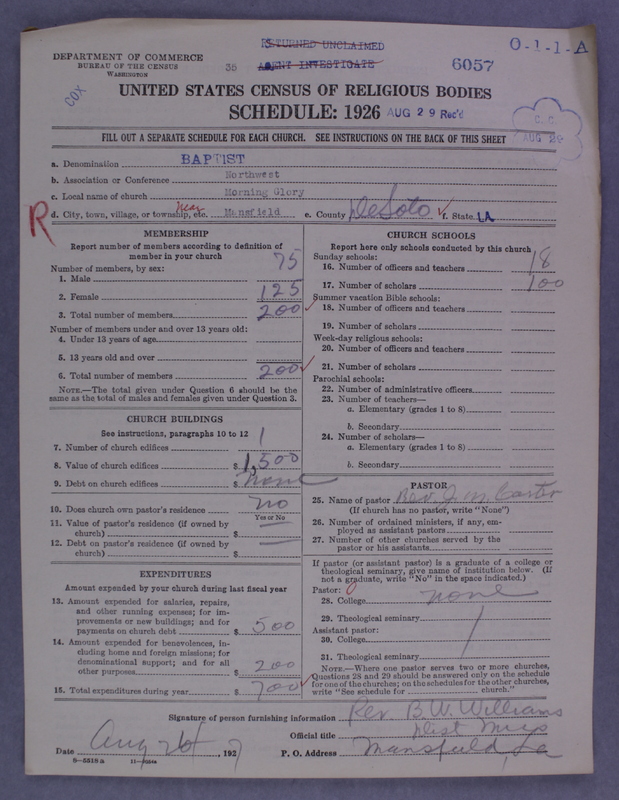 RETURNED UNCLAIMED
AGENT INVESTIGATE
O-1-1-A
DEPARTMENT OF COMMERCE
BUREAU OF THE CENSUS
WASHINGTON
35
6057
COX
UNITED STATES CENSUS OF RELIGIOUS BODIES
SCHEDULE: 1926 AUG 29 Rec'd
C. C.
AUG 29
FILL OUT A SEPARATE SCHEDULE FOR EACH CHURCH. SEE INSTRUCTIONS ON THE BACK OF THIS SHEET
a. Denomination BAPTIST
b. Association or Conference Northwest
c. Local name of church Morning Glory
R d. City, town, village, or township, etc. near Mansfield e. County DeSoto f. State LA.
MEMBERSHIP
Report number of members according to definition of member in your church
Number of members, by sex:
1. Male 75
2. Female 125
3. Total number of members 200
Number of members under and over 13 years old:
4. Under 13 years of age
5. 13 years old and over
6. Total number of members 200
NOTE.—The total given under Question 6 should be the
same as the total of males and females given under Question 3.
CHURCH BUILDINGS
See instructions, paragraphs 10 to 12
7. Number of church edifices 1
8. Value of church edifices $ 1,500
9. Debt on church edifices $ none
10. Does church own pastor's residence no
Yes or No
11. Value of pastor's residence (if owned by
church) $
12. Debt on pastor's residence (if owned by
church) $
EXPENDITURES
Amount expended by your church during last fiscal year
13. Amount expended for salaries, repairs,
and other running expenses; for im-
provements or new buildings; and for
payments on church debt $ 500
14. Amount expended for benevolences, in-
cluding home and foreign missions; for
denominational support; and for all
other purposes $ 200
15. Total expenditures during year $ 700
CHURCH SCHOOLS
Report here only schools conducted by this church
Sunday schools:
16. Number of officers and teachers 18
17. Number of scholars 100
Summer vacation Bible schools:
18. Number of officers and teachers
19. Number of scholars
Week-day religious schools:
20. Number of officers and teachers
21. Number of scholars
Parochial schools:
22. Number of administrative officers
23. Number of teachers—
a. Elementary (grades 1 to 8)
b. Secondary
24. Number of scholars—
a. Elementary (grades 1 to 8)
b. Secondary
PASTOR
25. Name of pastor Rev. J. M. Carter
(If church has no pastor, write "None")
26. Number of ordained ministers, if any, em-
ployed as assistant pastors
27. Number of other churches served by the
pastor or his assistants
If pastor (or assistant pastor) is a graduate of a college or
theological seminary, give name of institution below. (If
not a graduate, write "No" in the space indicated.)
Pastor: 0
28. College none
29. Theological seminary
Assistant pastor:
30. College
31. Theological seminary
NOTE.—Where one pastor serves two or more churches,
Questions 28 and 29 should be answered only on the schedule
for one of the churches; on the schedules for the other churches,
write "See schedule for church."
Signature of person furnishing information Rev. B. W. Williams
Official title Dist Miss
Date Aug 26, 1927 P. O. Address Mansfield, La
8—5518a 11—9564a